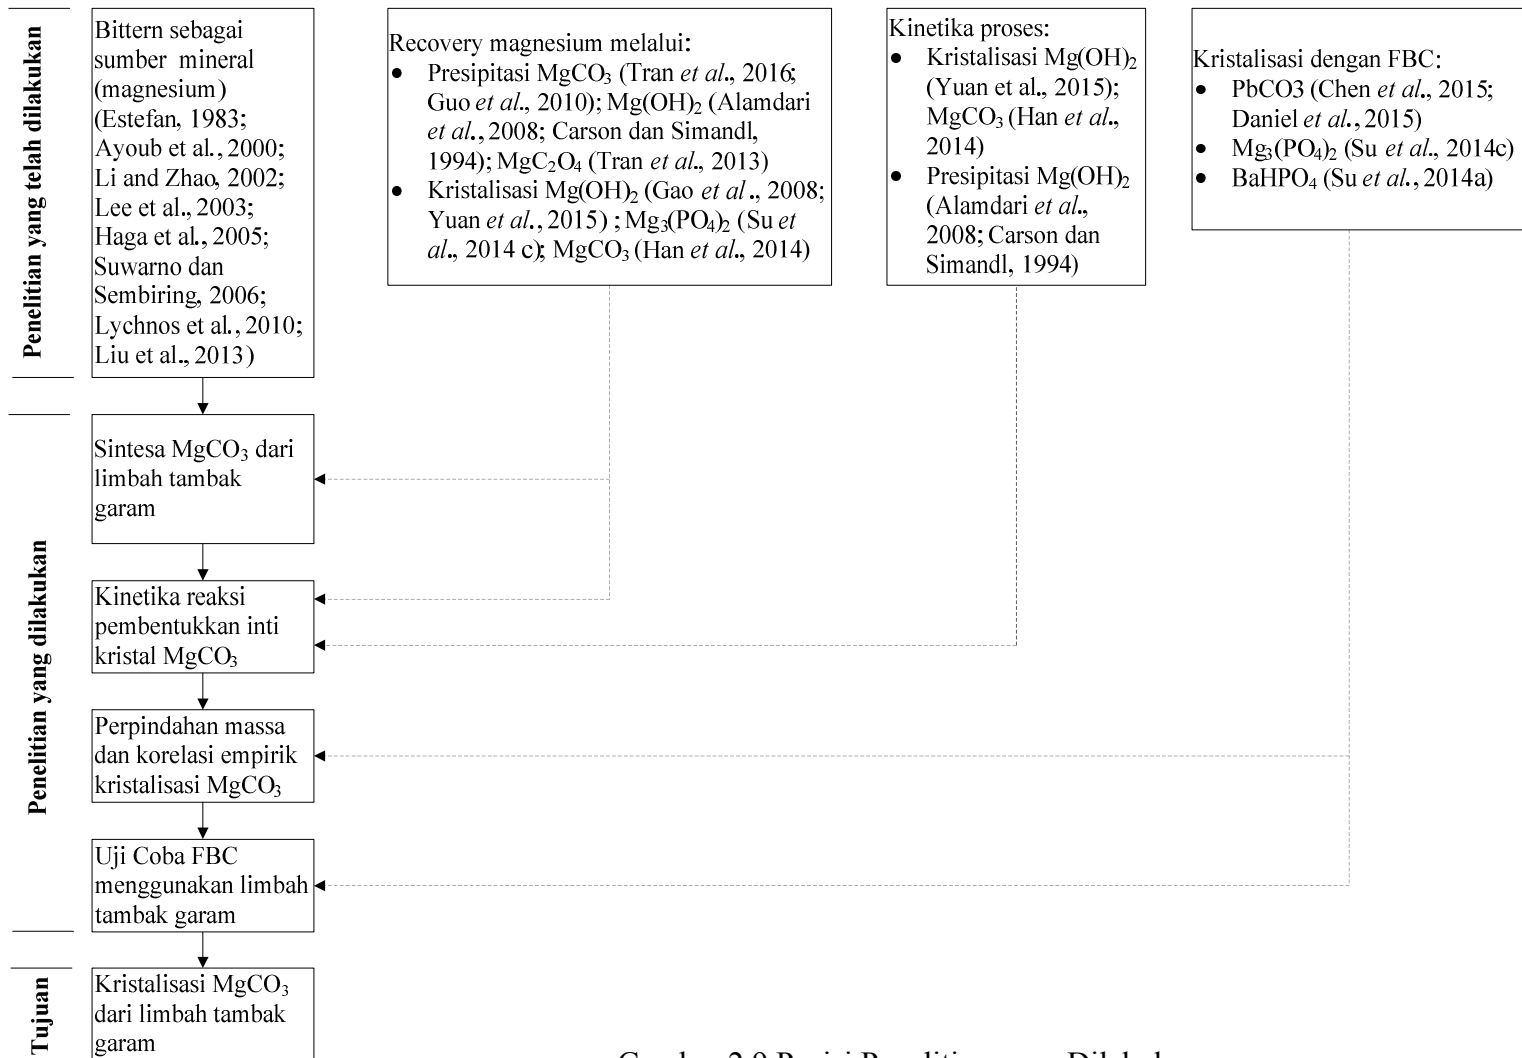 Penelitian yang telah dilakukan
Bittern sebagai
sumber mineral
(magnesium)
(Estefan, 1983;
Ayoub et al., 2000;
Li and Zhao, 2002;
Lee et al., 2003;
Haga et al., 2005;
Suwarno dan
Sembiring, 2006;
Lychnos et al., 2010;
Liu et al., 2013)
Recovery magnesium melalui:
• Presipitasi MgCO₃ (Tran et al., 2016;
Guo et al., 2010); Mg(OH)₂ (Alamdari
et al., 2008; Carson dan Simandl,
1994); MgC₂O₄ (Tran et al., 2013)
• Kristalisasi Mg(OH)₂ (Gao et al., 2008;
Yuan et al., 2015) ; Mg₃(PO₄)₂ (Su et
al., 2014 c); MgCO₃ (Han et al., 2014)
Kinetika proses:
• Kristalisasi Mg(OH)₂
(Yuan et al., 2015);
MgCO₃ (Han et al.,
2014)
• Presipitasi Mg(OH)₂
(Alamdari et al.,
2008; Carson dan
Simandl, 1994)
Kristalisasi dengan FBC:
• PbCO3 (Chen et al., 2015;
Daniel et al., 2015)
• Mg₃(PO₄)₂ (Su et al., 2014c)
• BaHPO₄ (Su et al., 2014a)
Penelitian yang dilakukan
Sintesa MgCO₃ dari
limbah tambak
garam
Kinetika reaksi
pembentukkan inti
kristal MgCO₃
Perpindahan massa
dan korelasi empirik
kristalisasi MgCO₃
Uji Coba FBC
menggunakan limbah
tambak garam
Tujuan
Kristalisasi MgCO₃
dari limbah tambak
garam